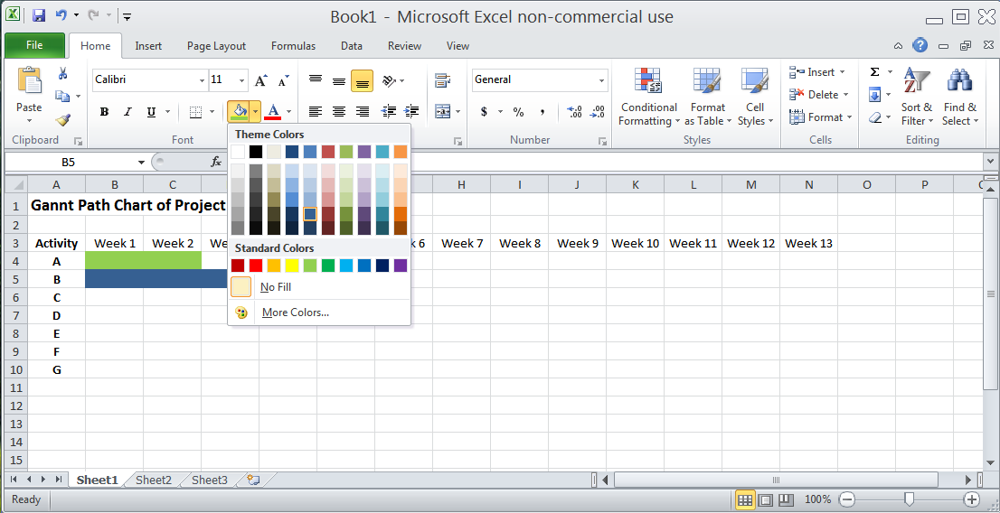 Book1 - Microsoft Excel non-commercial use
File Home Insert Page Layout Formulas Data Review View
Calibri 11 General
Paste
B I U
$ % ,
Conditional Formatting
Format as Table
Cell Styles
Insert
Delete
Format
Σ
Sort & Filter
Find & Select
Clipboard Font Number Styles Cells Editing
B5 fx
Theme Colors
Standard Colors
No Fill
More Colors...
A B C H I J K L M N O P
1 Gannt Path Chart of Project
2
3 Activity Week 1 Week 2 We k 6 Week 7 Week 8 Week 9 Week 10 Week 11 Week 12 Week 13
4 A
5 B
6 C
7 D
8 E
9 F
10 G
11
12
13
14
15
Sheet1 Sheet2 Sheet3
Ready 100%